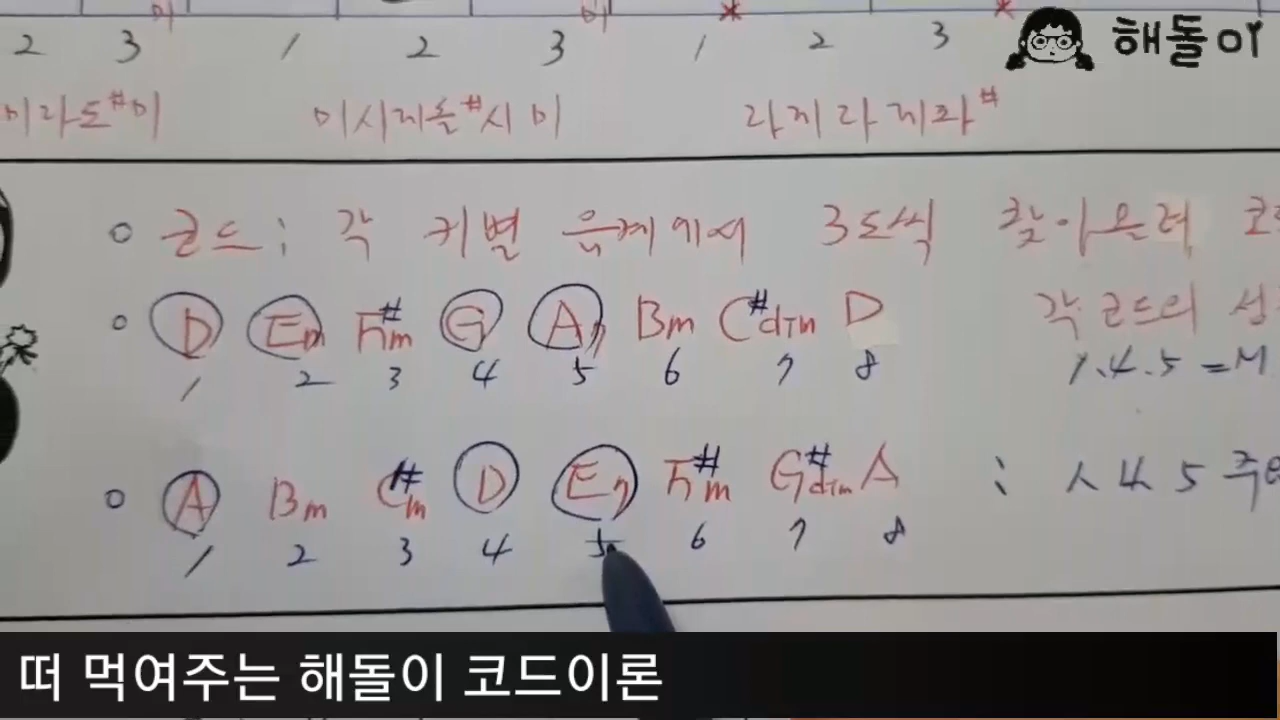 2 3 1 2 3 1 2 3
해돌이
미라도#미 미시레솔#시미 라레라레파#
○ 코드; 각 키별 음계에서 3도씩 찾아올려
○ D Em F#m G A7 Bm C#dim D 각 코드의
1 2 3 4 5 6 7 8 1.4.5 = M
○ A Bm C#m D E7 F#m G#dim A : 1 4 5
1 2 3 4 5 6 7 8
떠 먹여주는 해돌이 코드이론